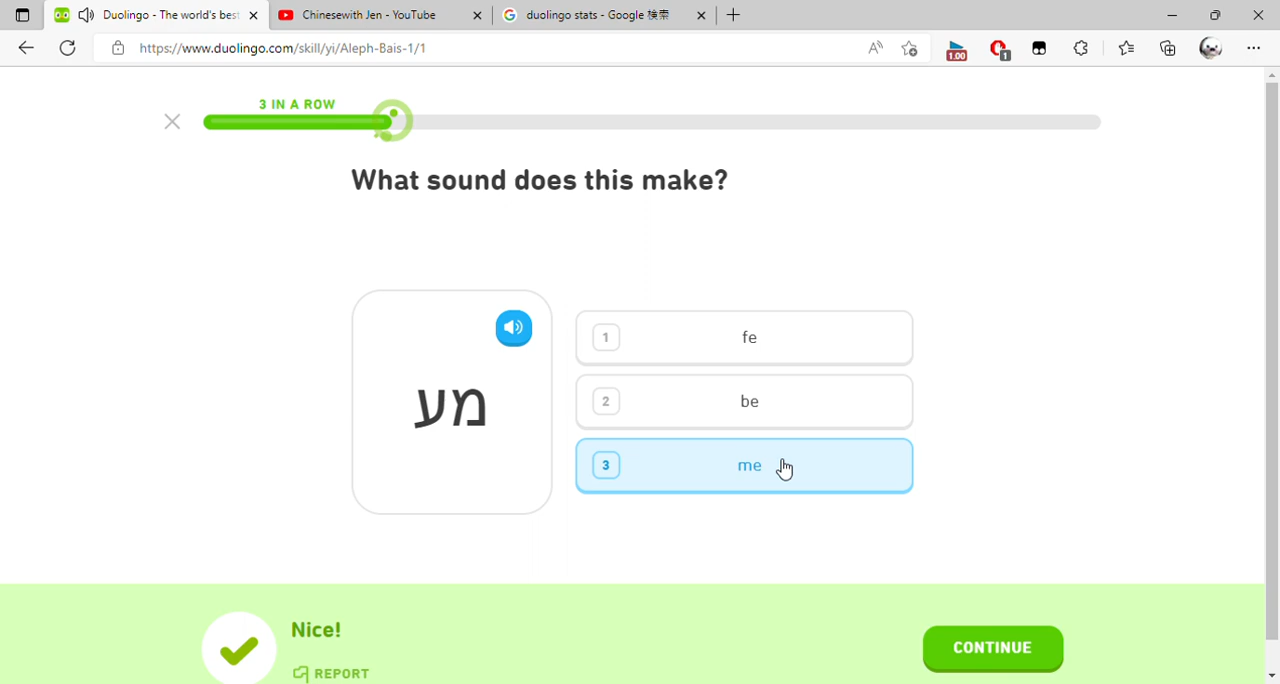 Duolingo - The world's best
Chinesewith Jen - YouTube
duolingo stats - Google 検索
https://www.duolingo.com/skill/yi/Aleph-Bais-1/1
1.00
1
3 IN A ROW
What sound does this make?
מע
1 fe
2 be
3 me
Nice!
REPORT
CONTINUE